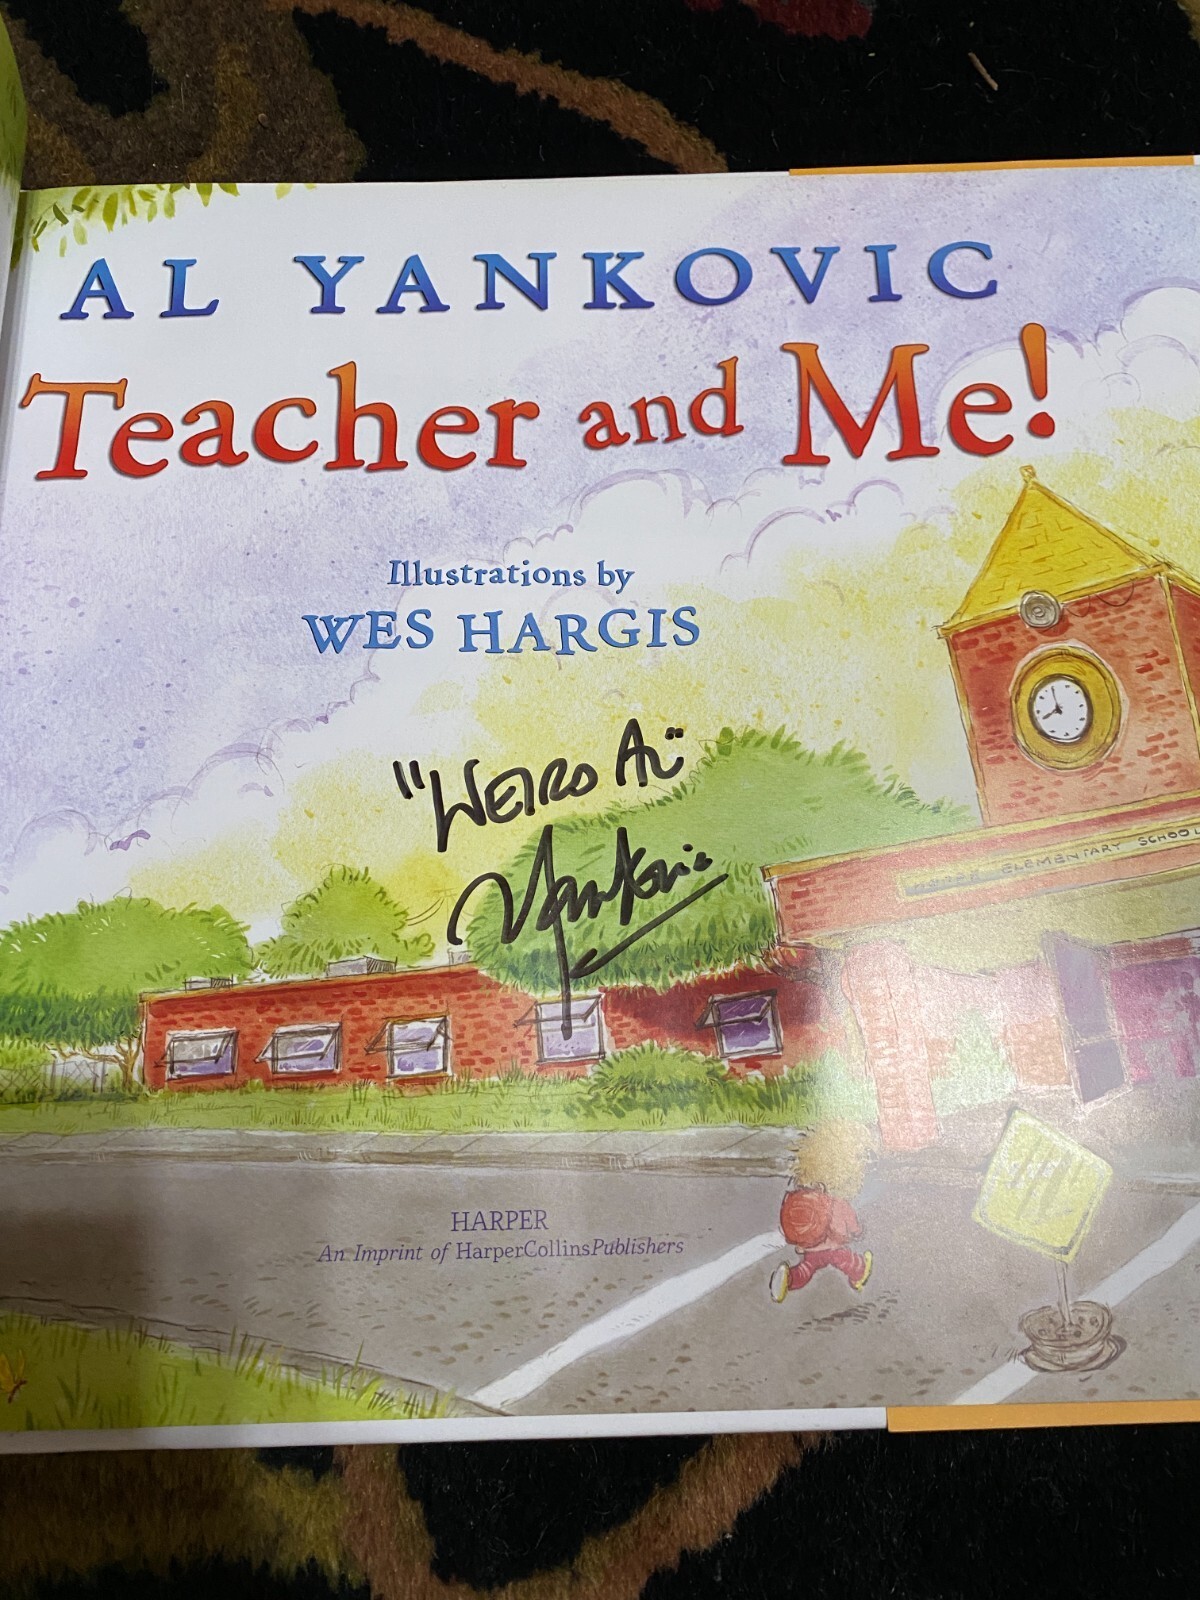 AL YANKOVIC
Teacher and Me!
Illustrations by
WES HARGIS
"WEIRD AL"
Yankovic
ELEMENTARY SCHOOL
HARPER
An Imprint of HarperCollinsPublishers